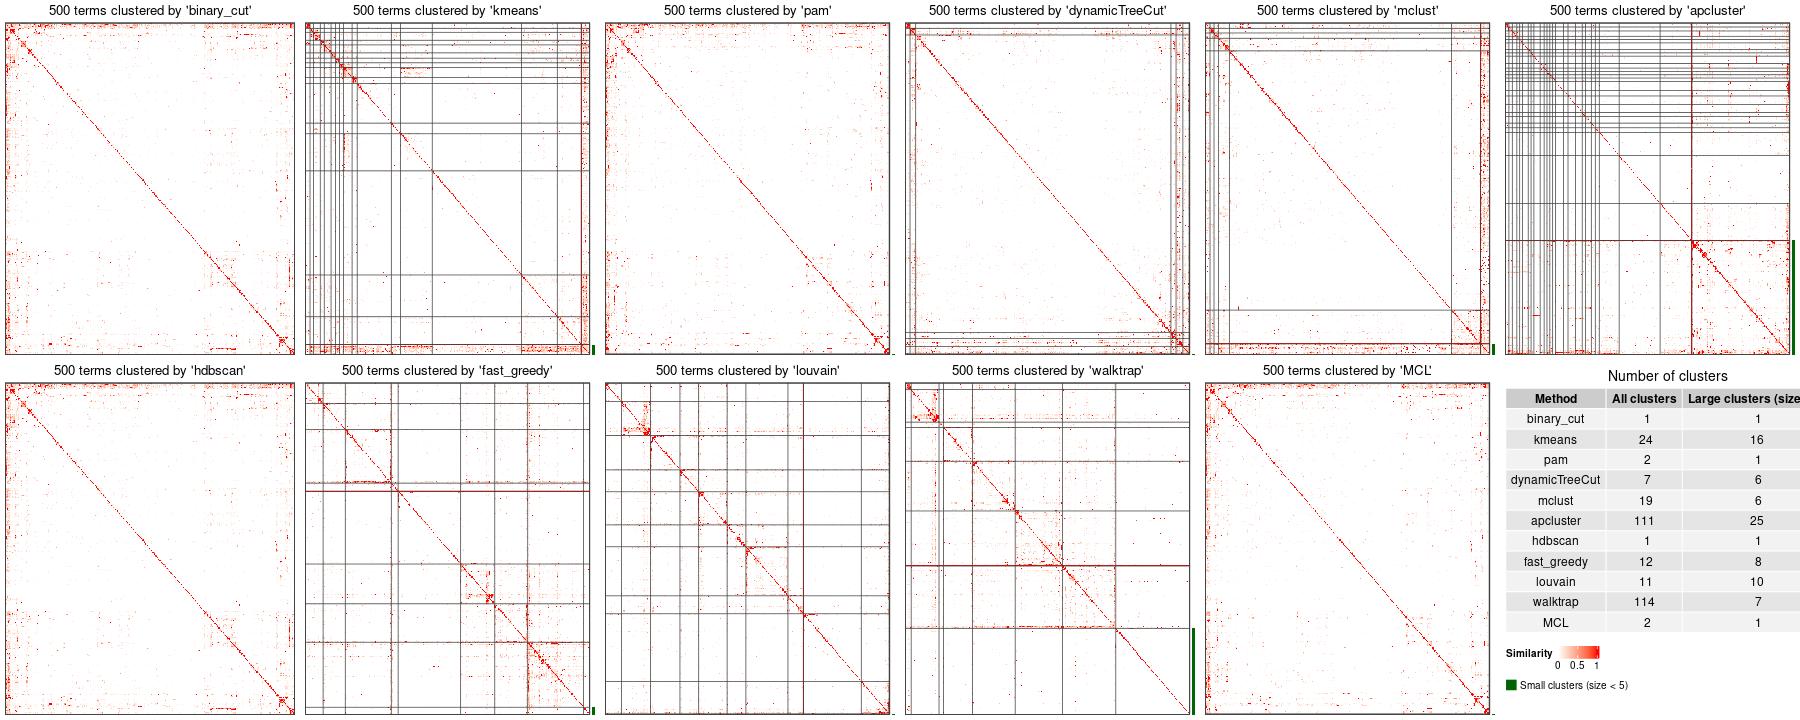 500 terms clustered by 'binary_cut'
500 terms clustered by 'kmeans'
500 terms clustered by 'pam'
500 terms clustered by 'dynamicTreeCut'
500 terms clustered by 'mclust'
500 terms clustered by 'apcluster'
500 terms clustered by 'hdbscan'
500 terms clustered by 'fast_greedy'
500 terms clustered by 'louvain'
500 terms clustered by 'walktrap'
500 terms clustered by 'MCL'
Number of clusters
Method All clusters Large clusters (size
binary_cut 1 1
kmeans 24 16
pam 2 1
dynamicTreeCut 7 6
mclust 19 6
apcluster 111 25
hdbscan 1 1
fast_greedy 12 8
louvain 11 10
walktrap 114 7
MCL 2 1
Similarity
0 0.5 1
Small clusters (size < 5)